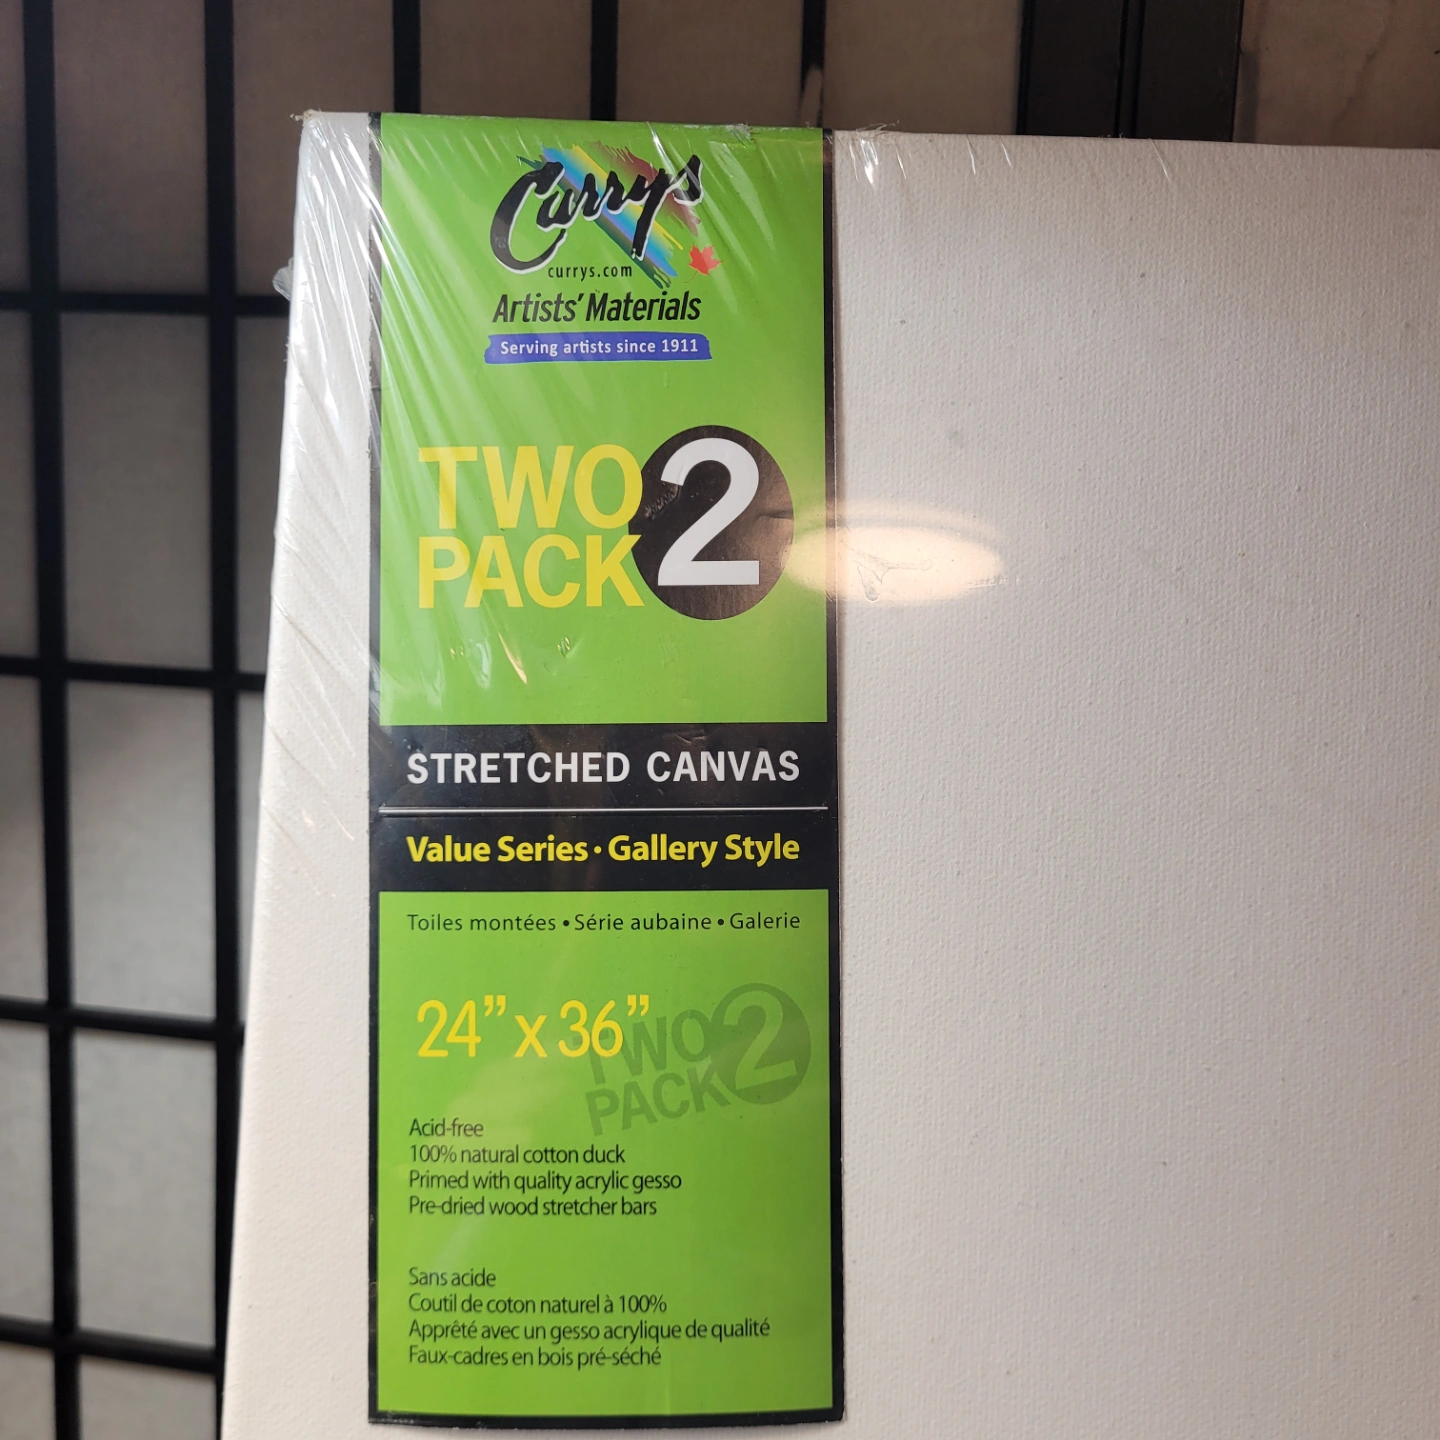 Currys
currys.com
Artists' Materials
Serving artists since 1911
TWO
PACK 2
STRETCHED CANVAS
Value Series • Gallery Style
Toiles montées • Série aubaine • Galerie
24” x 36”
TWO
PACK 2
Acid-free
100% natural cotton duck
Primed with quality acrylic gesso
Pre-dried wood stretcher bars
Sans acide
Coutil de coton naturel à 100%
Apprêté avec un gesso acrylique de qualité
Faux-cadres en bois pré-séché